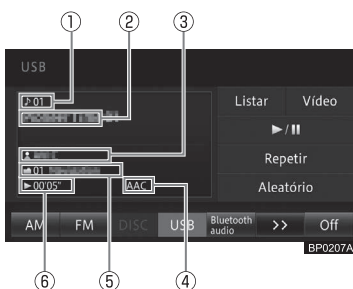 ① ② ③
USB
♪ 01
Listar Vídeo
►/II
Repetir
01
►00'05" AAC
Aleatório
AM FM DISC USB Bluetooth audio >> Off
BP0207A
⑥ ⑤ ④